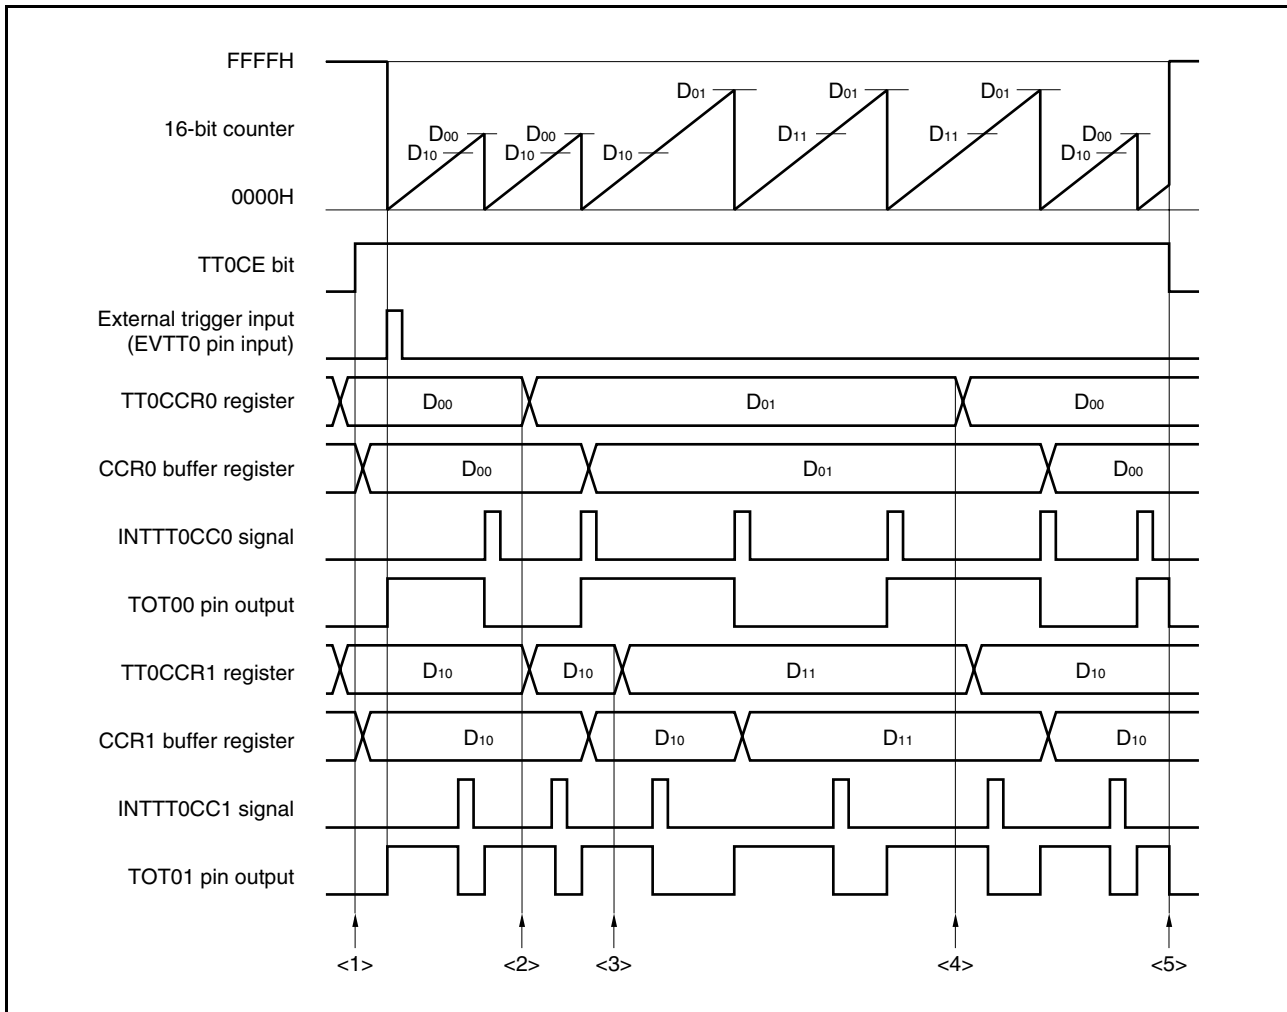 FFFFH
D01 D01 D01
16-bit counter
D00 D00 D11 D11 D00
D10 D10 D10 D10
0000H
TT0CE bit
External trigger input
(EVTT0 pin input)
TT0CCR0 register D00 D01 D00
CCR0 buffer register D00 D01 D00
INTTT0CC0 signal
TOT00 pin output
TT0CCR1 register D10 D10 D11 D10
CCR1 buffer register D10 D10 D11 D10
INTTT0CC1 signal
TOT01 pin output
<1> <2> <3> <4> <5>